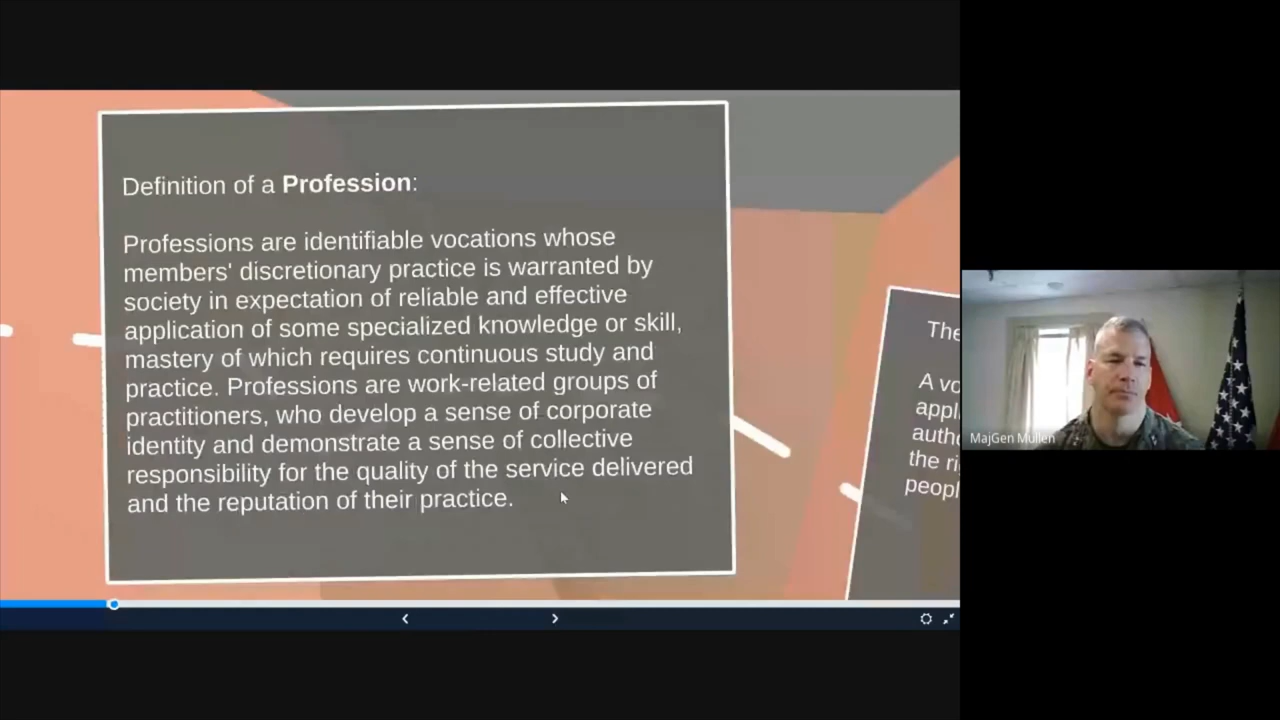 Definition of a Profession:
Professions are identifiable vocations whose
members' discretionary practice is warranted by
society in expectation of reliable and effective
application of some specialized knowledge or skill,
mastery of which requires continuous study and
practice. Professions are work-related groups of
practitioners, who develop a sense of corporate
identity and demonstrate a sense of collective
responsibility for the quality of the service delivered
and the reputation of their practice.
The
A vo
appl
auth
the ri
peopl
MajGen Mullen